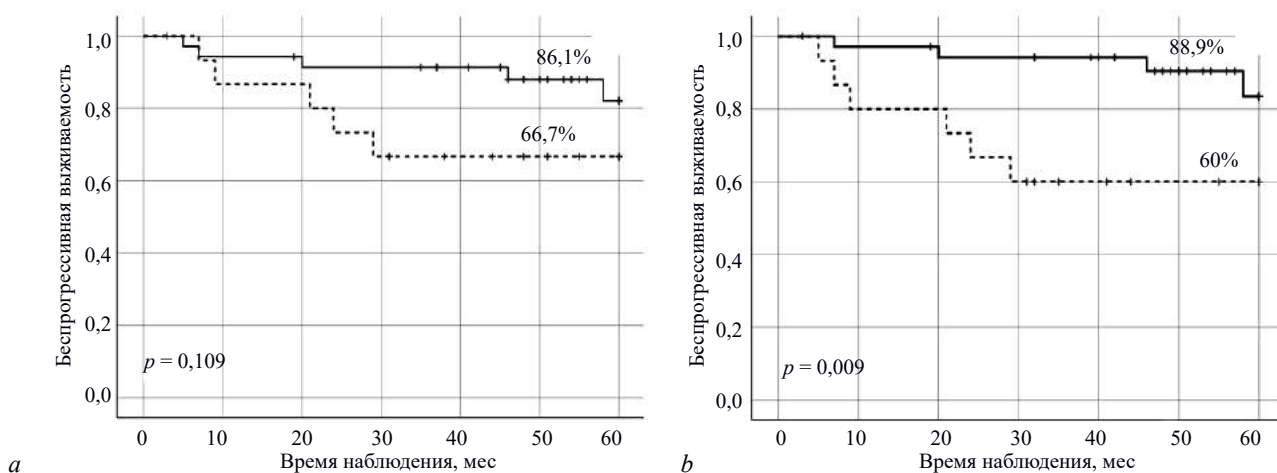 Беспрогрессивная выживаемость
1,0
0,8
0,6
0,4
0,2
0,0
86,1%
66,7%
p = 0,109
0 10 20 30 40 50 60
Время наблюдения, мес
a
Беспрогрессивная выживаемость
1,0
0,8
0,6
0,4
0,2
0,0
88,9%
60%
p = 0,009
0 10 20 30 40 50 60
Время наблюдения, мес
b